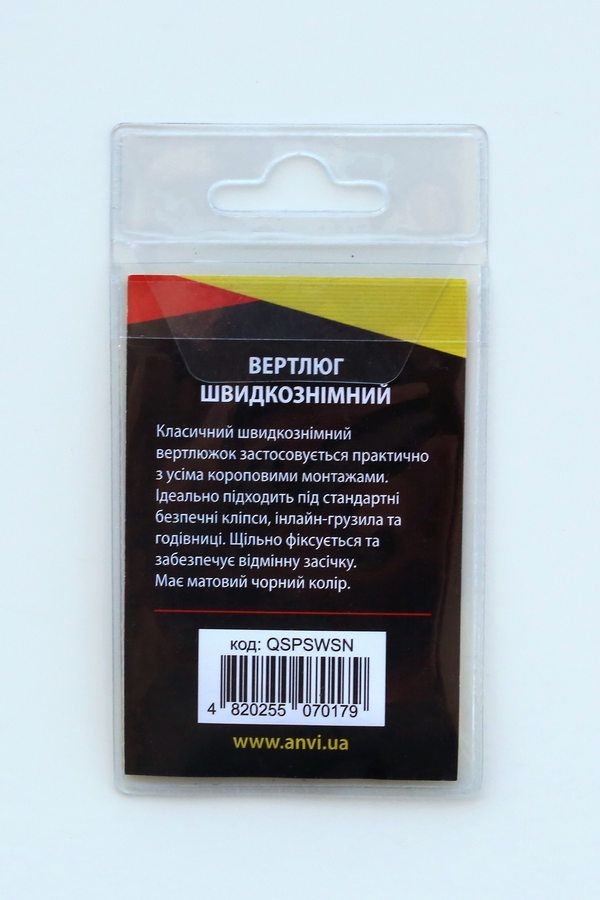 ВЕРТЛЮГ
ШВИДКОЗНІМНИЙ
Класичний швидкознімний
вертлюжок застосовується практично
з усіма короповими монтажами.
Ідеально підходить під стандартні
безпечні кліпси, інлайн-грузила та
годівниці. Щільно фіксується та
забезпечує відмінну засічку.
Має матовий чорний колір.
код: QSPSWSN
4 820255 070179
www.anvi.ua